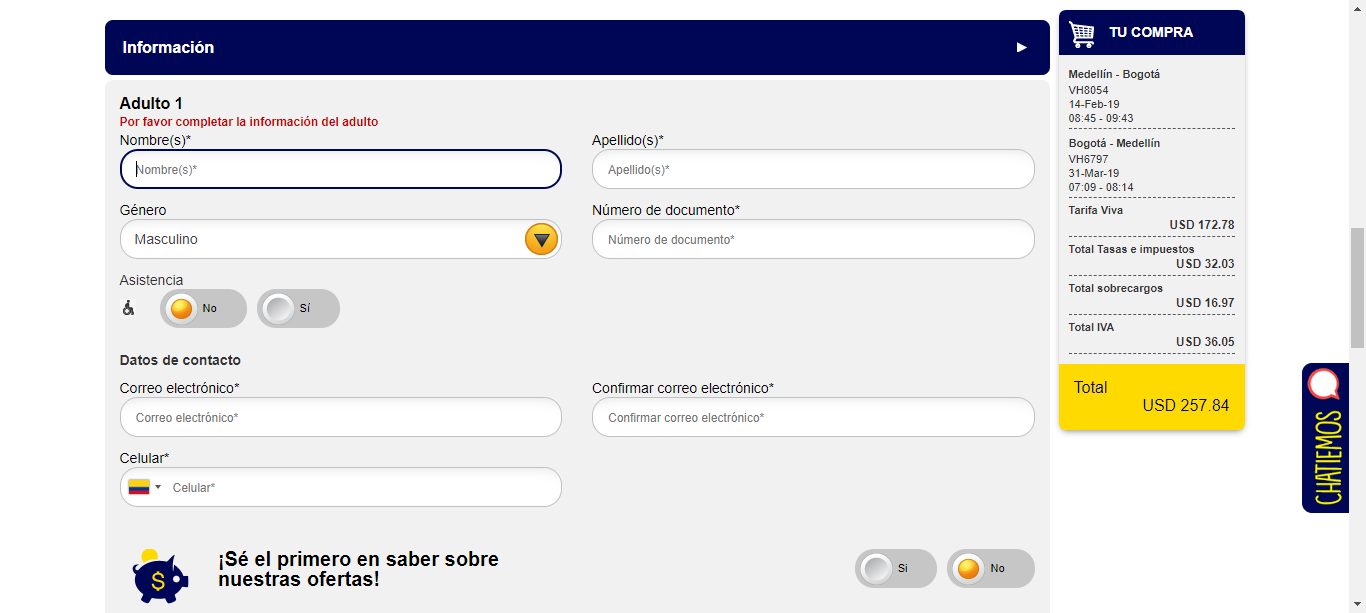 Información
Adulto 1
Por favor completar la información del adulto
Nombre(s)*
Apellido(s)*
Nombre(s)*
Apellido(s)*
Género
Número de documento*
Masculino
Número de documento*
Asistencia
No
Sí
Datos de contacto
Correo electrónico*
Confirmar correo electrónico*
Correo electrónico*
Confirmar correo electrónico*
Celular*
Celular*
$
¡Sé el primero en saber sobre
nuestras ofertas!
Si
No
TU COMPRA
Medellín - Bogotá
VH8054
14-Feb-19
08:45 - 09:43
Bogotá - Medellín
VH6797
31-Mar-19
07:09 - 08:14
Tarifa Viva
USD 172.78
Total Tasas e impuestos
USD 32.03
Total sobrecargos
USD 16.97
Total IVA
USD 36.05
Total
USD 257.84
CHATIEMOS